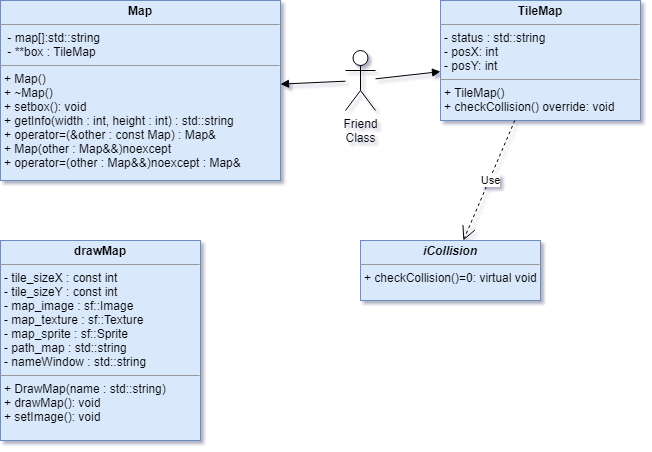 Map
- map[]:std::string
- **box : TileMap
+ Map()
+ ~Map()
+ setbox(): void
+ getInfo(width : int, height : int) : std::string
+ operator=(&other : const Map) : Map&
+ Map(other : Map&&)noexcept
+ operator=(other : Map&&)noexcept : Map&
Friend
Class
TileMap
- status : std::string
- posX: int
- posY: int
+ TileMap()
+ checkCollision() override: void
Use
iCollision
+ checkCollision()=0: virtual void
drawMap
- tile_sizeX : const int
- tile_sizeY : const int
- map_image : sf::Image
- map_texture : sf::Texture
- map_sprite : sf::Sprite
- path_map : std::string
- nameWindow : std::string
+ DrawMap(name : std::string)
+ drawMap(): void
+ setImage(): void